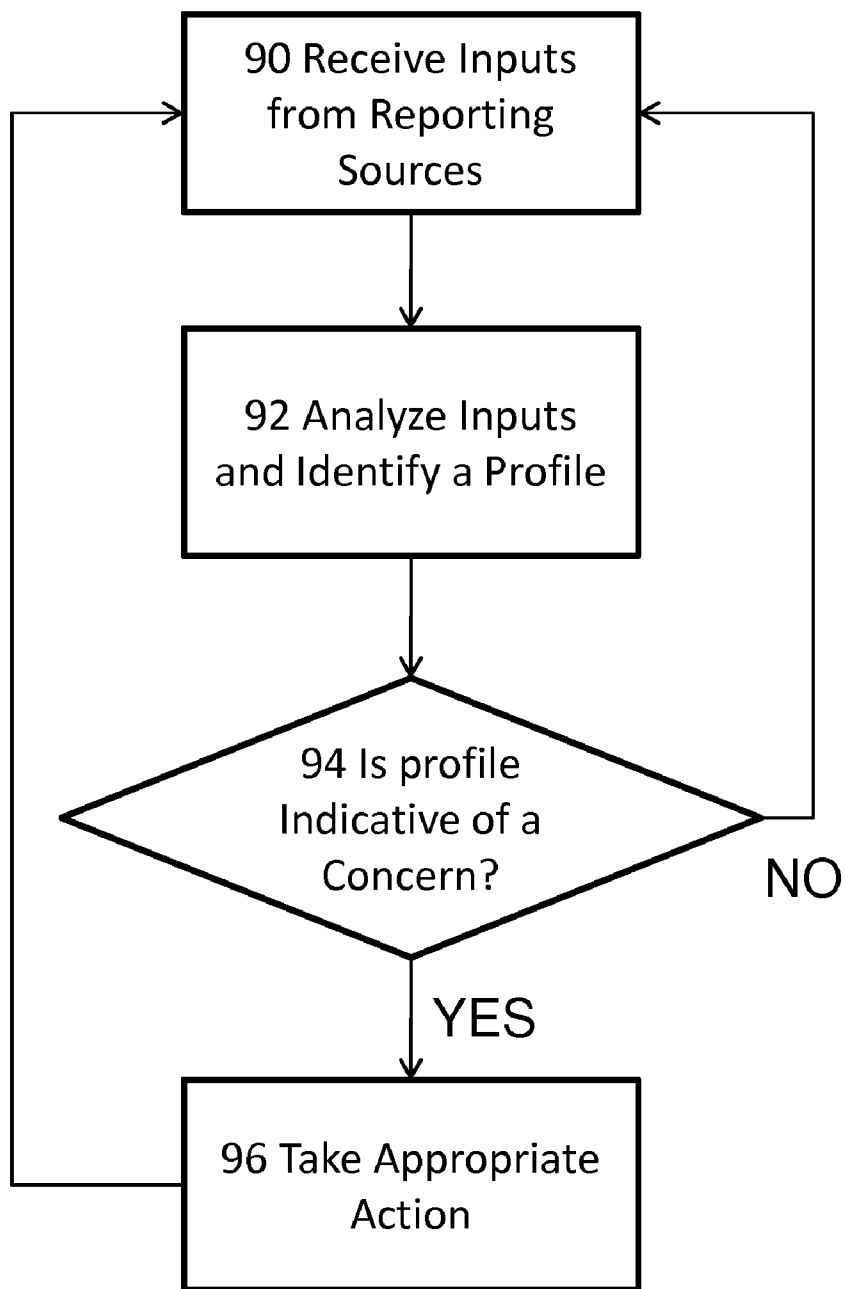 90 Receive Inputs
from Reporting
Sources
92 Analyze Inputs
and Identify a Profile
94 Is profile
Indicative of a
Concern?
NO
YES
96 Take Appropriate
Action